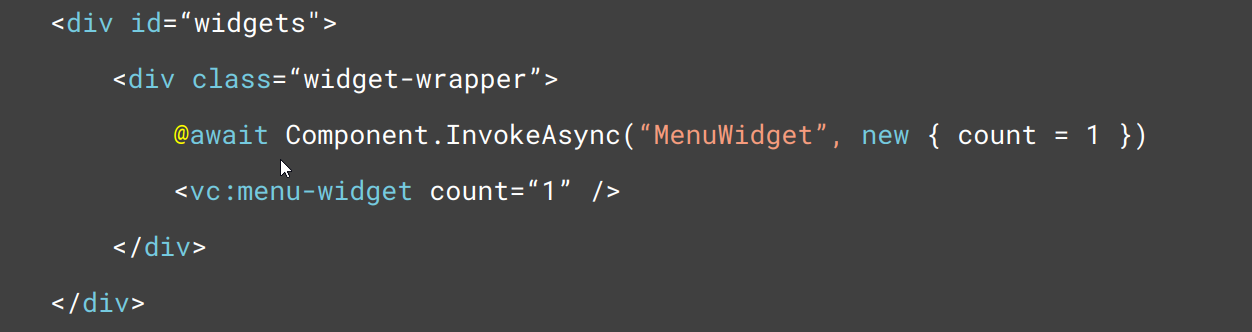 <div id=“widgets">
<div class=“widget-wrapper”>
@await Component.InvokeAsync(“MenuWidget”, new { count = 1 })
<vc:menu-widget count=“1” />
</div>
</div>